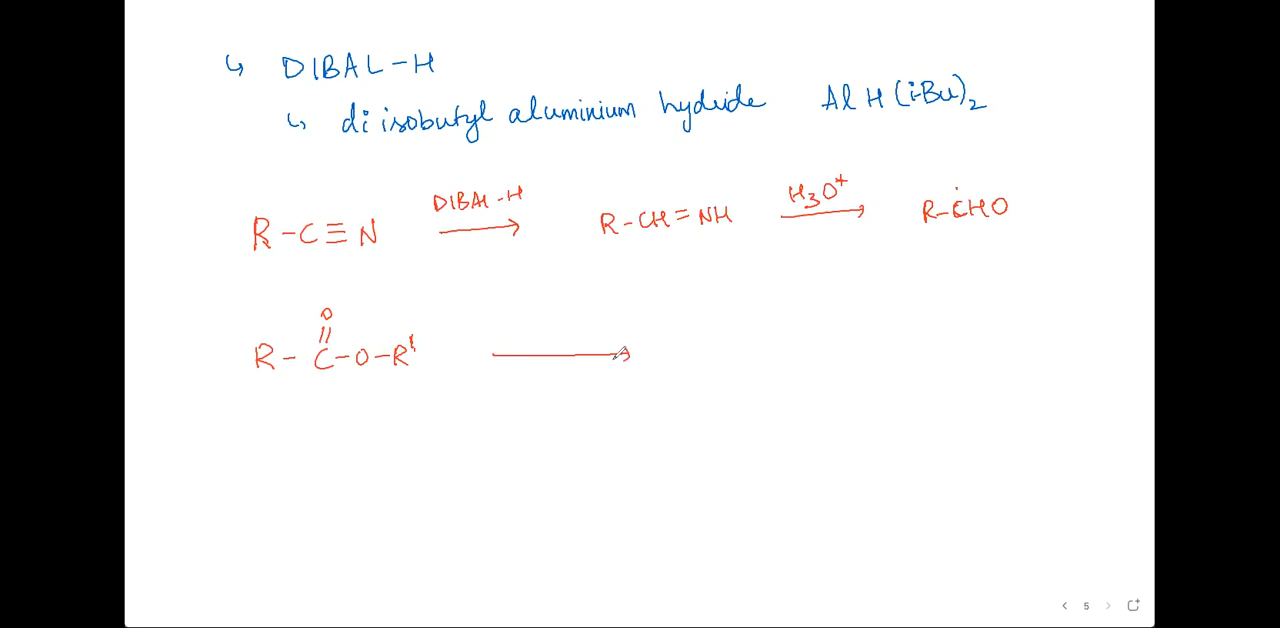 ↳ DIBAL-H
↳ di isobutyl aluminium hydride AlH(i-Bu)₂
R-C≡N DIBAl-H → R-CH=NH H₃O⁺ → R-CHO
O
||
R-C-O-R' →
< 5 >